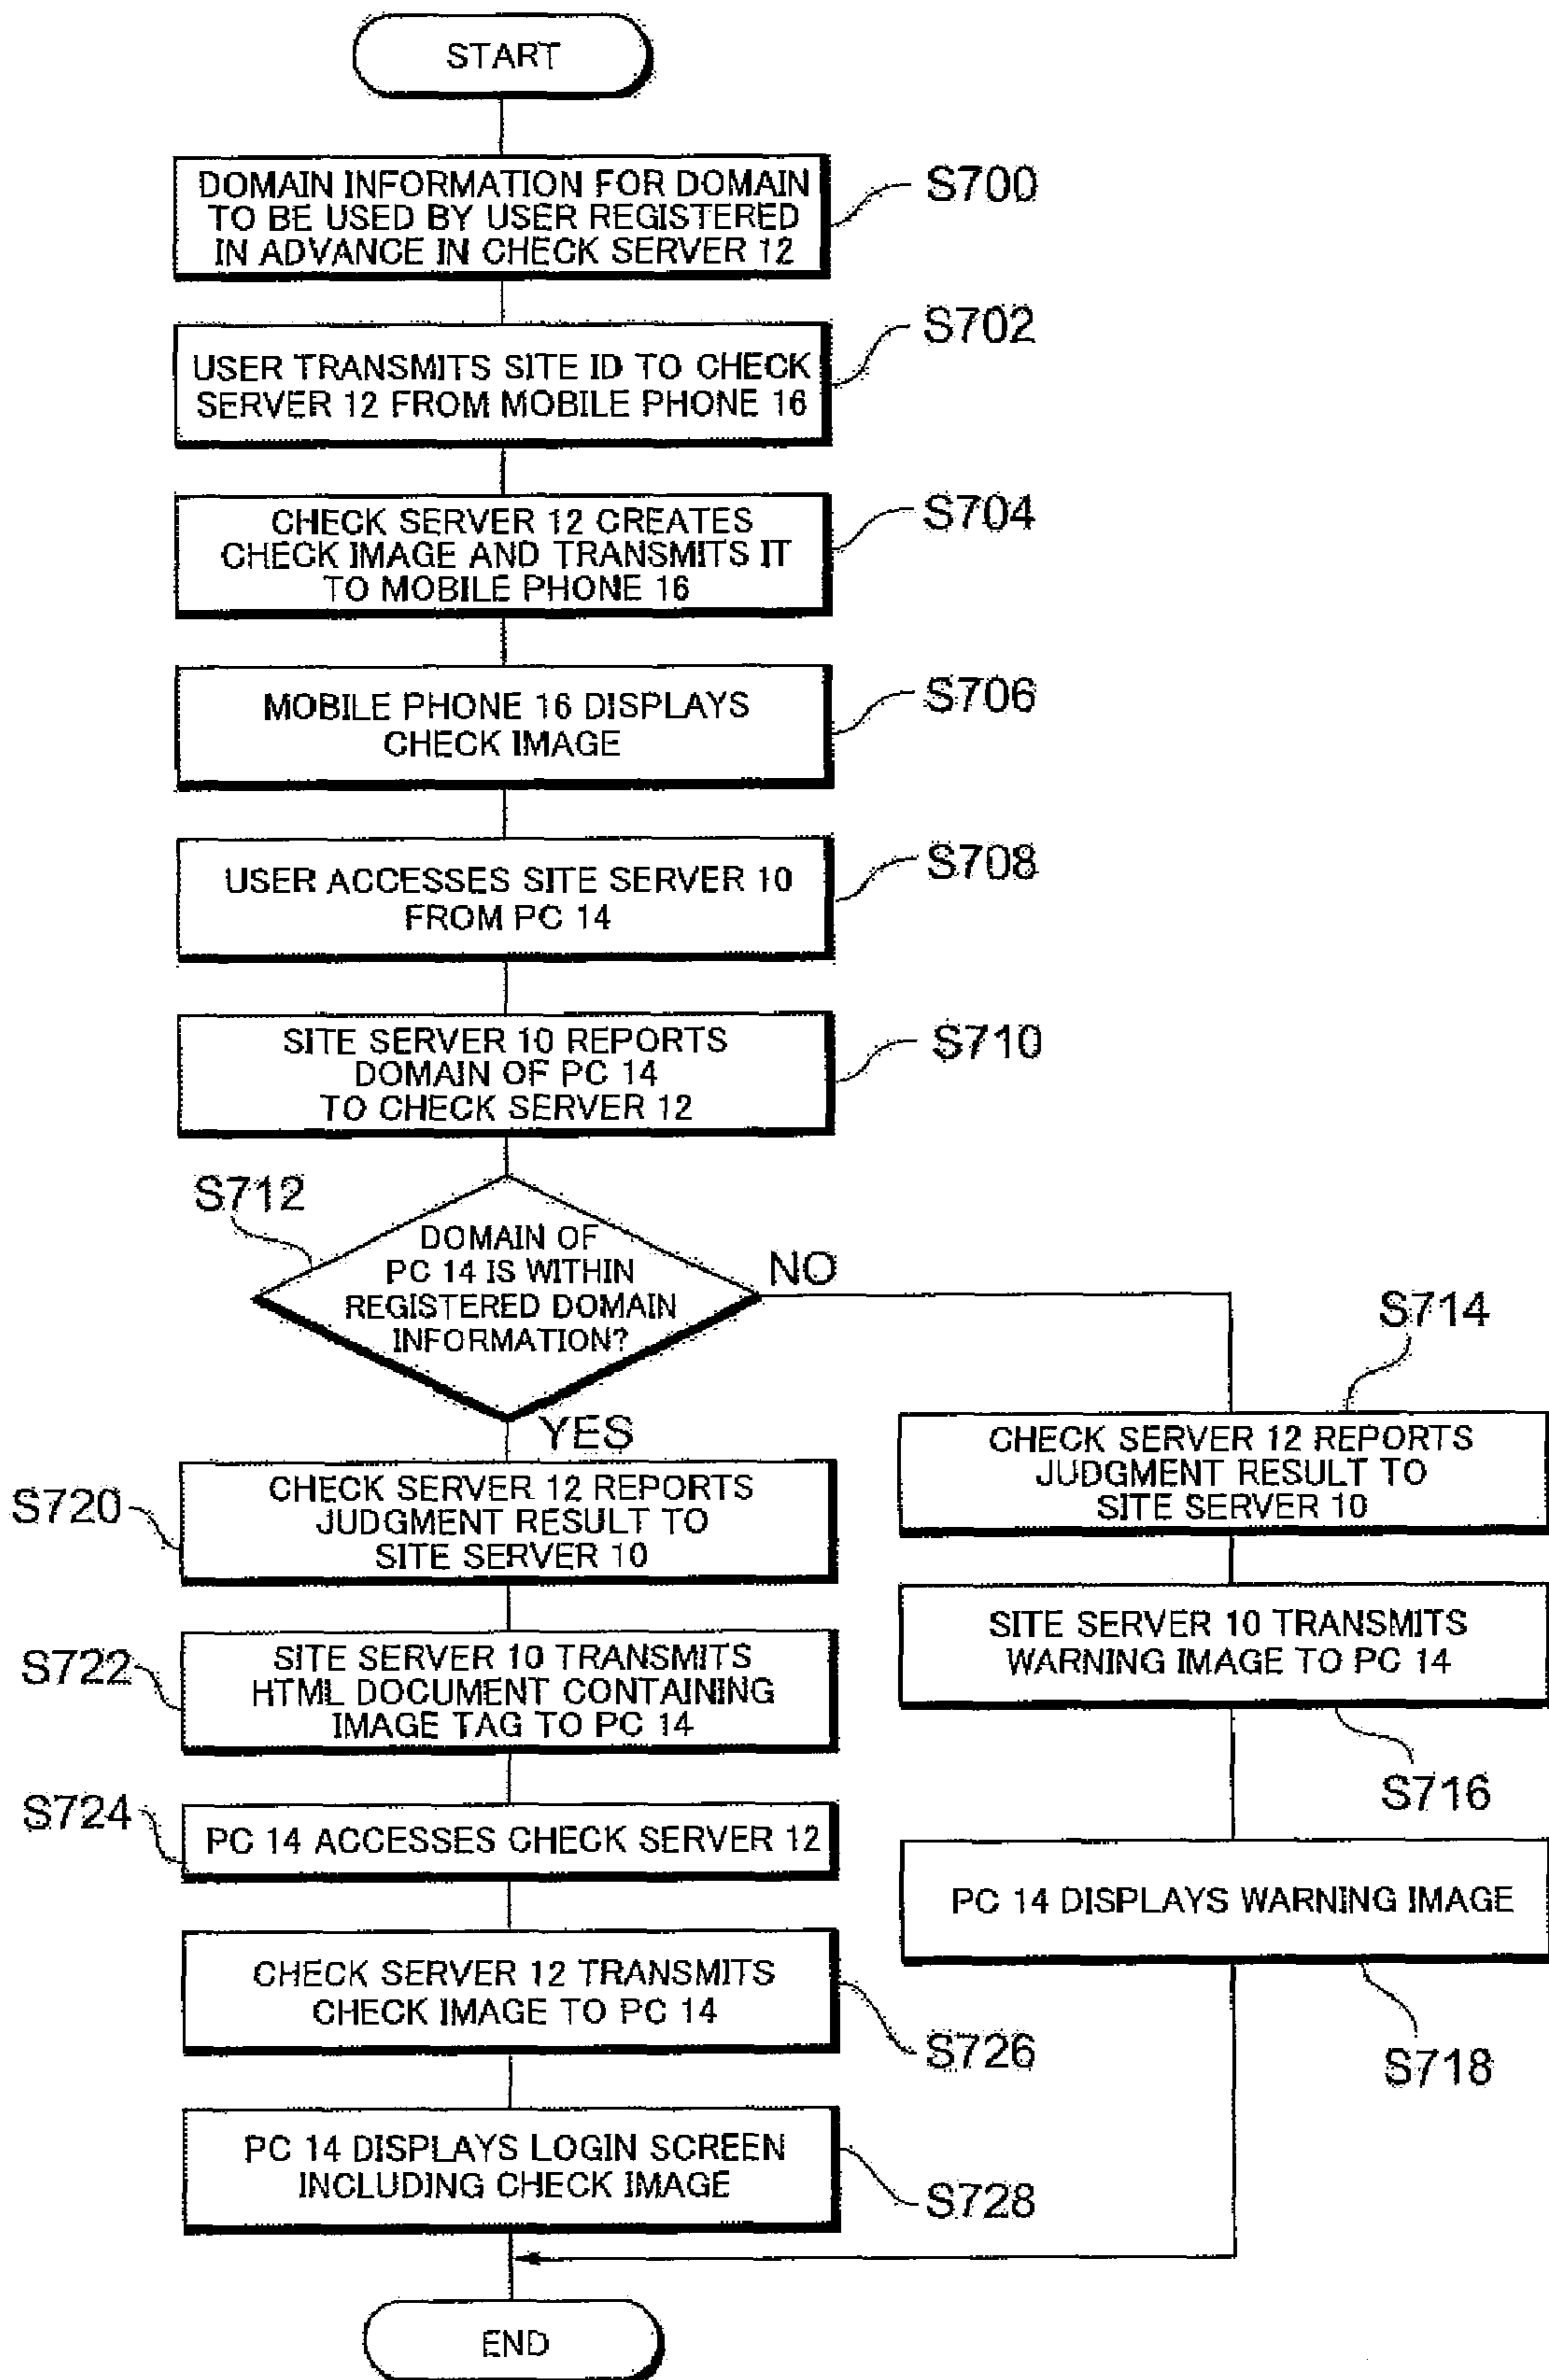 START
DOMAIN INFORMATION FOR DOMAIN
TO BE USED BY USER REGISTERED
IN ADVANCE IN CHECK SERVER 12
S700
USER TRANSMITS SITE ID TO CHECK
SERVER 12 FROM MOBILE PHONE 16
S702
CHECK SERVER 12 CREATES
CHECK IMAGE AND TRANSMITS IT
TO MOBILE PHONE 16
S704
MOBILE PHONE 16 DISPLAYS
CHECK IMAGE
S706
USER ACCESSES SITE SERVER 10
FROM PC 14
S708
SITE SERVER 10 REPORTS
DOMAIN OF PC 14
TO CHECK SERVER 12
S710
S712
DOMAIN OF
PC 14 IS WITHIN
REGISTERED DOMAIN
INFORMATION?
NO
YES
S714
CHECK SERVER 12 REPORTS
JUDGMENT RESULT TO
SITE SERVER 10
SITE SERVER 10 TRANSMITS
WARNING IMAGE TO PC 14
S716
PC 14 DISPLAYS WARNING IMAGE
S718
S720
CHECK SERVER 12 REPORTS
JUDGMENT RESULT TO
SITE SERVER 10
S722
SITE SERVER 10 TRANSMITS
HTML DOCUMENT CONTAINING
IMAGE TAG TO PC 14
S724
PC 14 ACCESSES CHECK SERVER 12
CHECK SERVER 12 TRANSMITS
CHECK IMAGE TO PC 14
S726
PC 14 DISPLAYS LOGIN SCREEN
INCLUDING CHECK IMAGE
S728
END